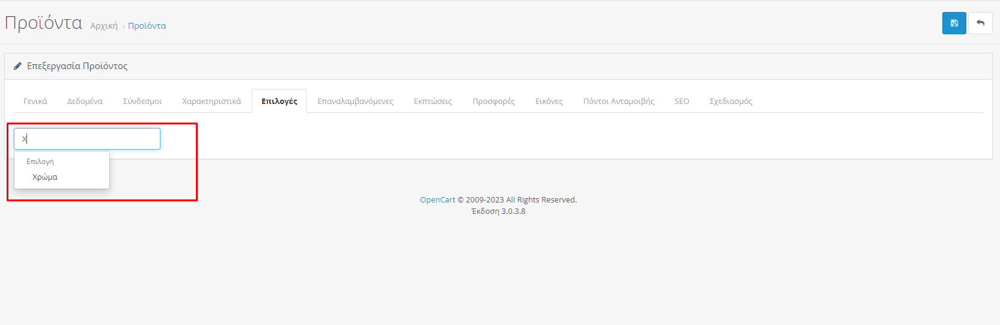 Προϊόντα Αρχική › Προϊόντα
Επεξεργασία Προϊόντος
Γενικά Δεδομένα Σύνδεσμοι Χαρακτηριστικά Επιλογές Επαναλαμβανόμενες Εκπτώσεις Προσφορές Εικόνες Πόντοι Ανταμοιβής SEO Σχεδιασμός
Χ
Επιλογή
Χρώμα
OpenCart © 2009-2023 All Rights Reserved.
Έκδοση 3.0.3.8